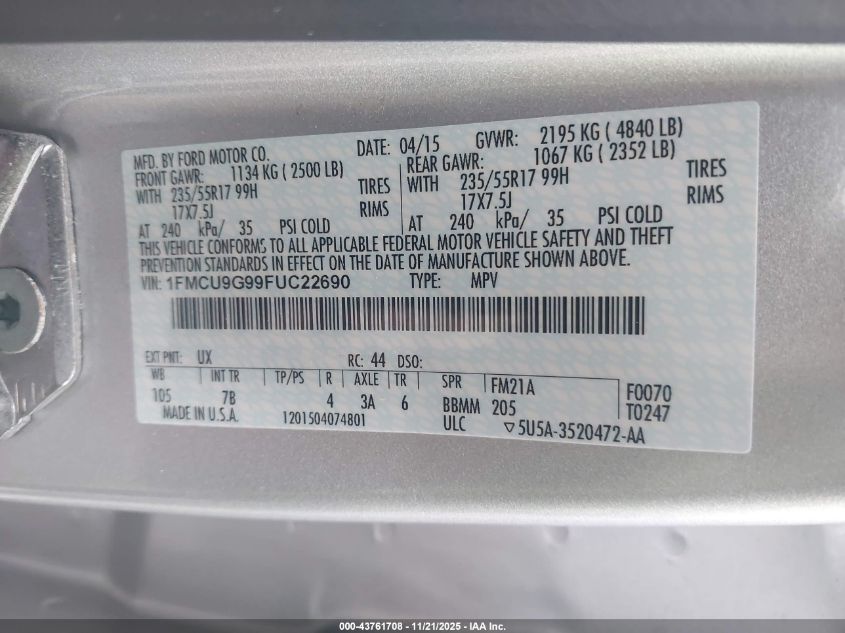 MFD. BY FORD MOTOR CO. DATE: 04/15 GVWR: 2195 KG ( 4840 LB)
FRONT GAWR: 1134 KG ( 2500 LB) REAR GAWR: 1067 KG ( 2352 LB)
WITH 235/55R17 99H TIRES WITH 235/55R17 99H TIRES
17X7.5J RIMS 17X7.5J RIMS
AT 240 kPa/ 35 PSI COLD AT 240 kPa/ 35 PSI COLD
THIS VEHICLE CONFORMS TO ALL APPLICABLE FEDERAL MOTOR VEHICLE SAFETY AND THEFT
PREVENTION STANDARDS IN EFFECT ON THE DATE OF MANUFACTURE SHOWN ABOVE.
VIN: 1FMCU9G99FUC22690 TYPE: MPV
EXT PNT: UX RC: 44 DSO:
WB INT TR TP/PS R AXLE TR SPR FM21A F0070
105 7B 4 3A 6 BBMM 205 T0247
MADE IN U.S.A. 1201504074801 ULC ▽5U5A-3520472-AA
000-43761708 - 11/21/2025 - IAA Inc.